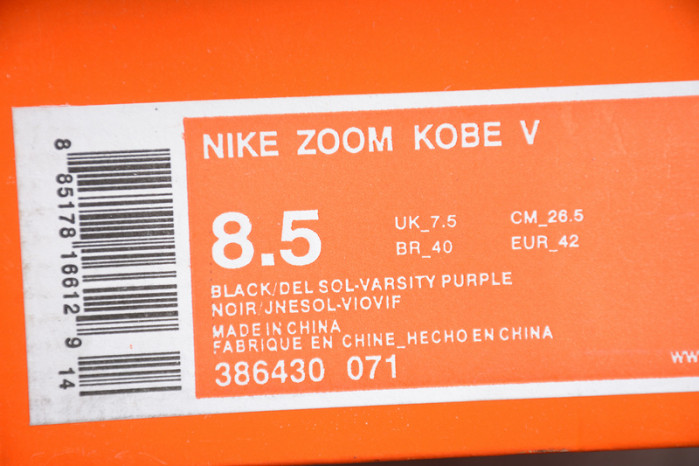 8 85178 16612 9 14
NIKE ZOOM KOBE V
8.5
UK_7.5 CM_26.5
BR_40 EUR_42
BLACK/DEL SOL-VARSITY PURPLE
NOIR/JNESOL-VIOVIF
MADE IN CHINA
FABRIQUE EN CHINE_HECHO EN CHINA
386430 071
WW